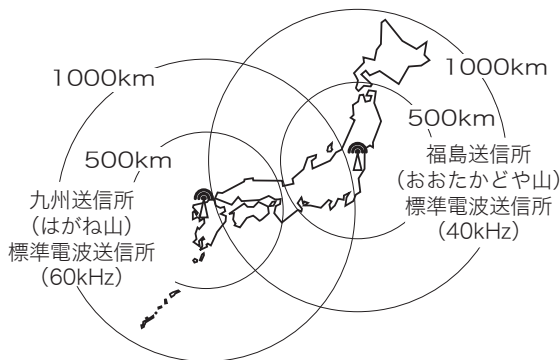 1000km
500km
九州送信所
(はがね山)
標準電波送信所
(60kHz)
1000km
500km
福島送信所
(おおたかどや山)
標準電波送信所
(40kHz)